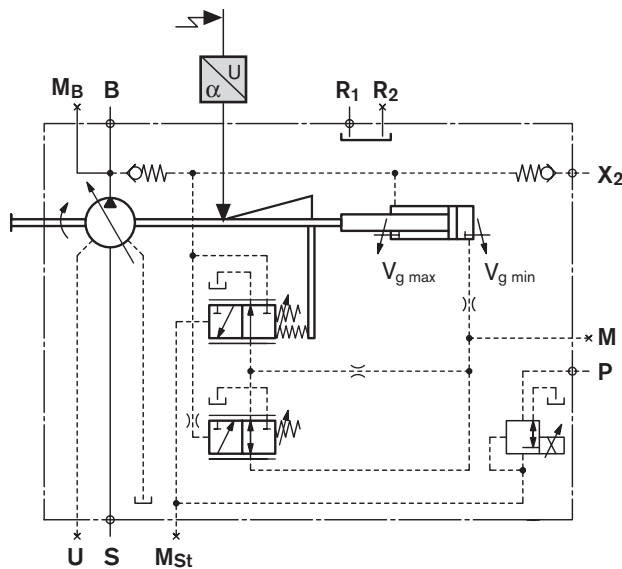 U
α
M_B B
R_1 R_2
X_2
V_g max V_g min
M
P
U S M_St